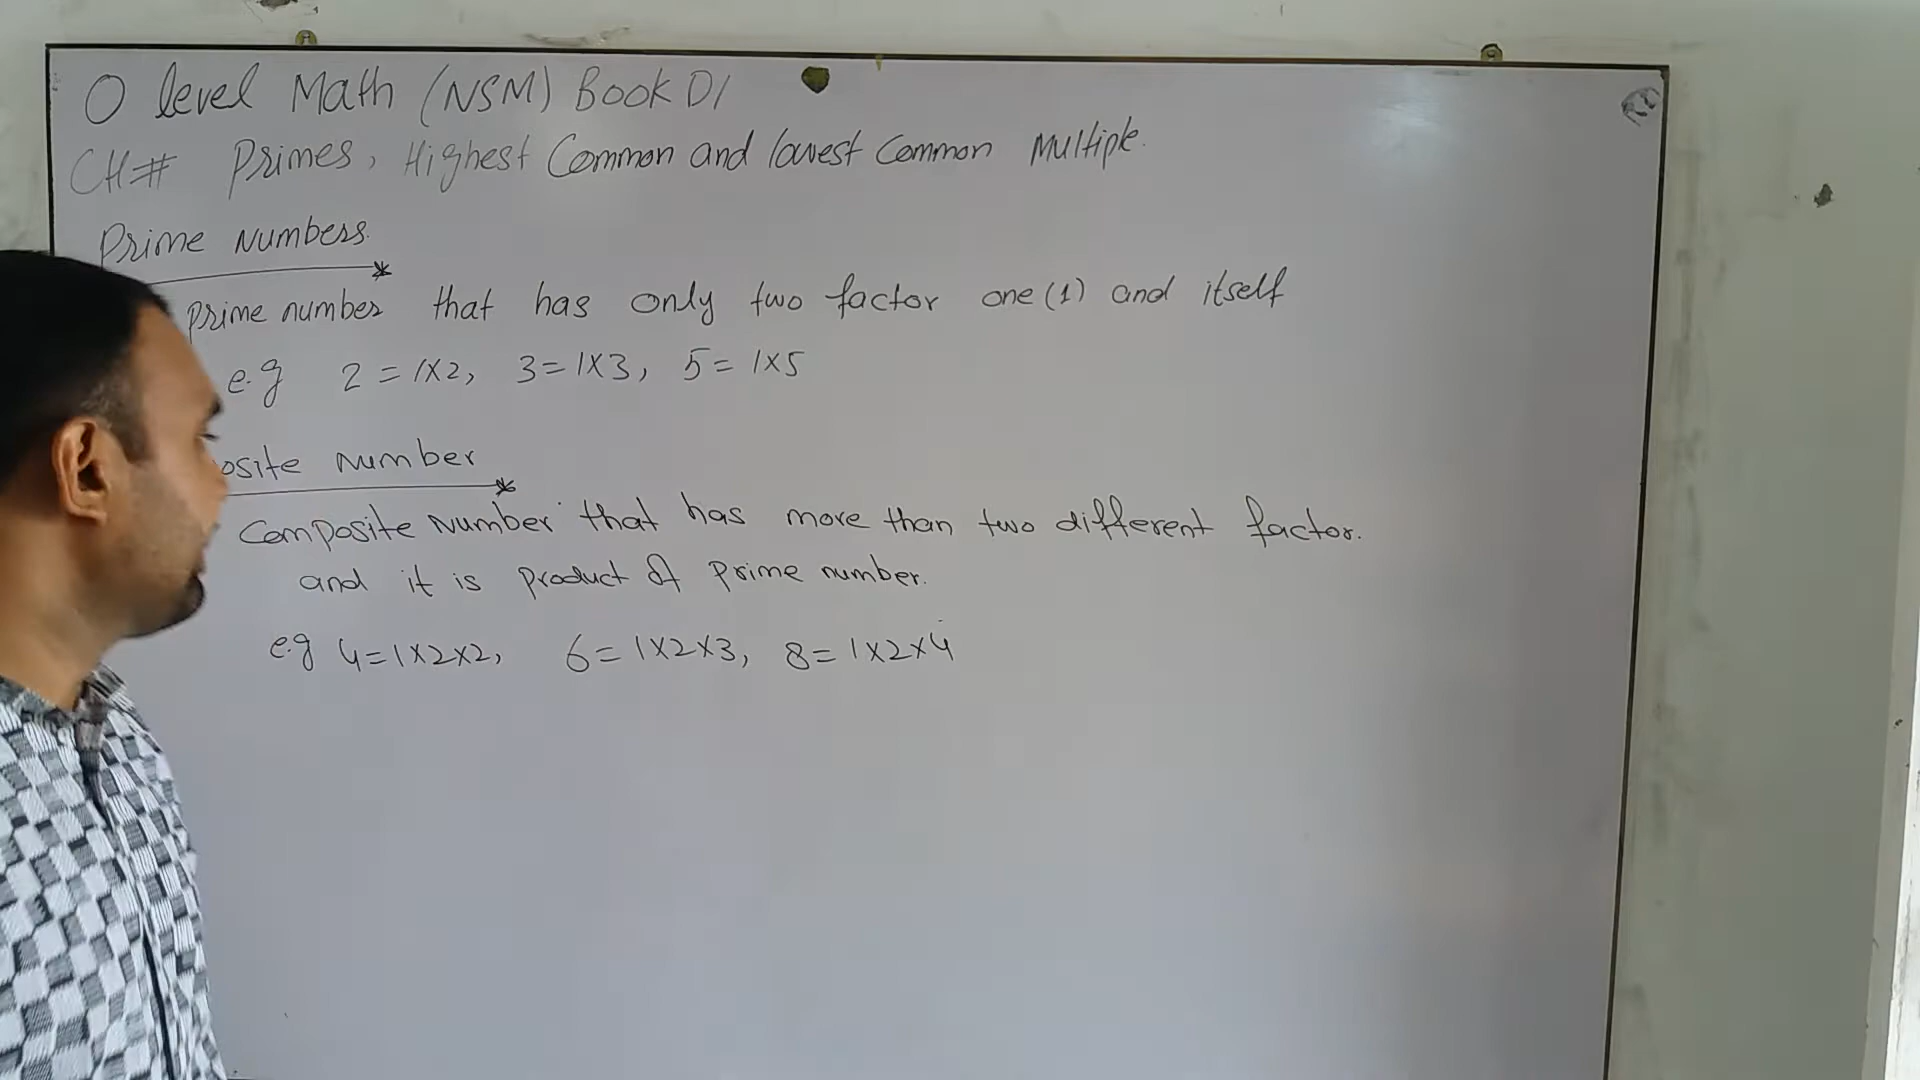 O level Math (NSM) Book D1
CH# Primes, Highest Common and lowest Common Multiple.
Prime Numbers.
prime number that has only two factor one (1) and itself
e.g 2 = 1x2, 3 = 1x3, 5 = 1x5
osite number
Composite number that has more than two different factor.
and it is product of prime number.
e.g 4=1x2x2, 6=1x2x3, 8=1x2x4